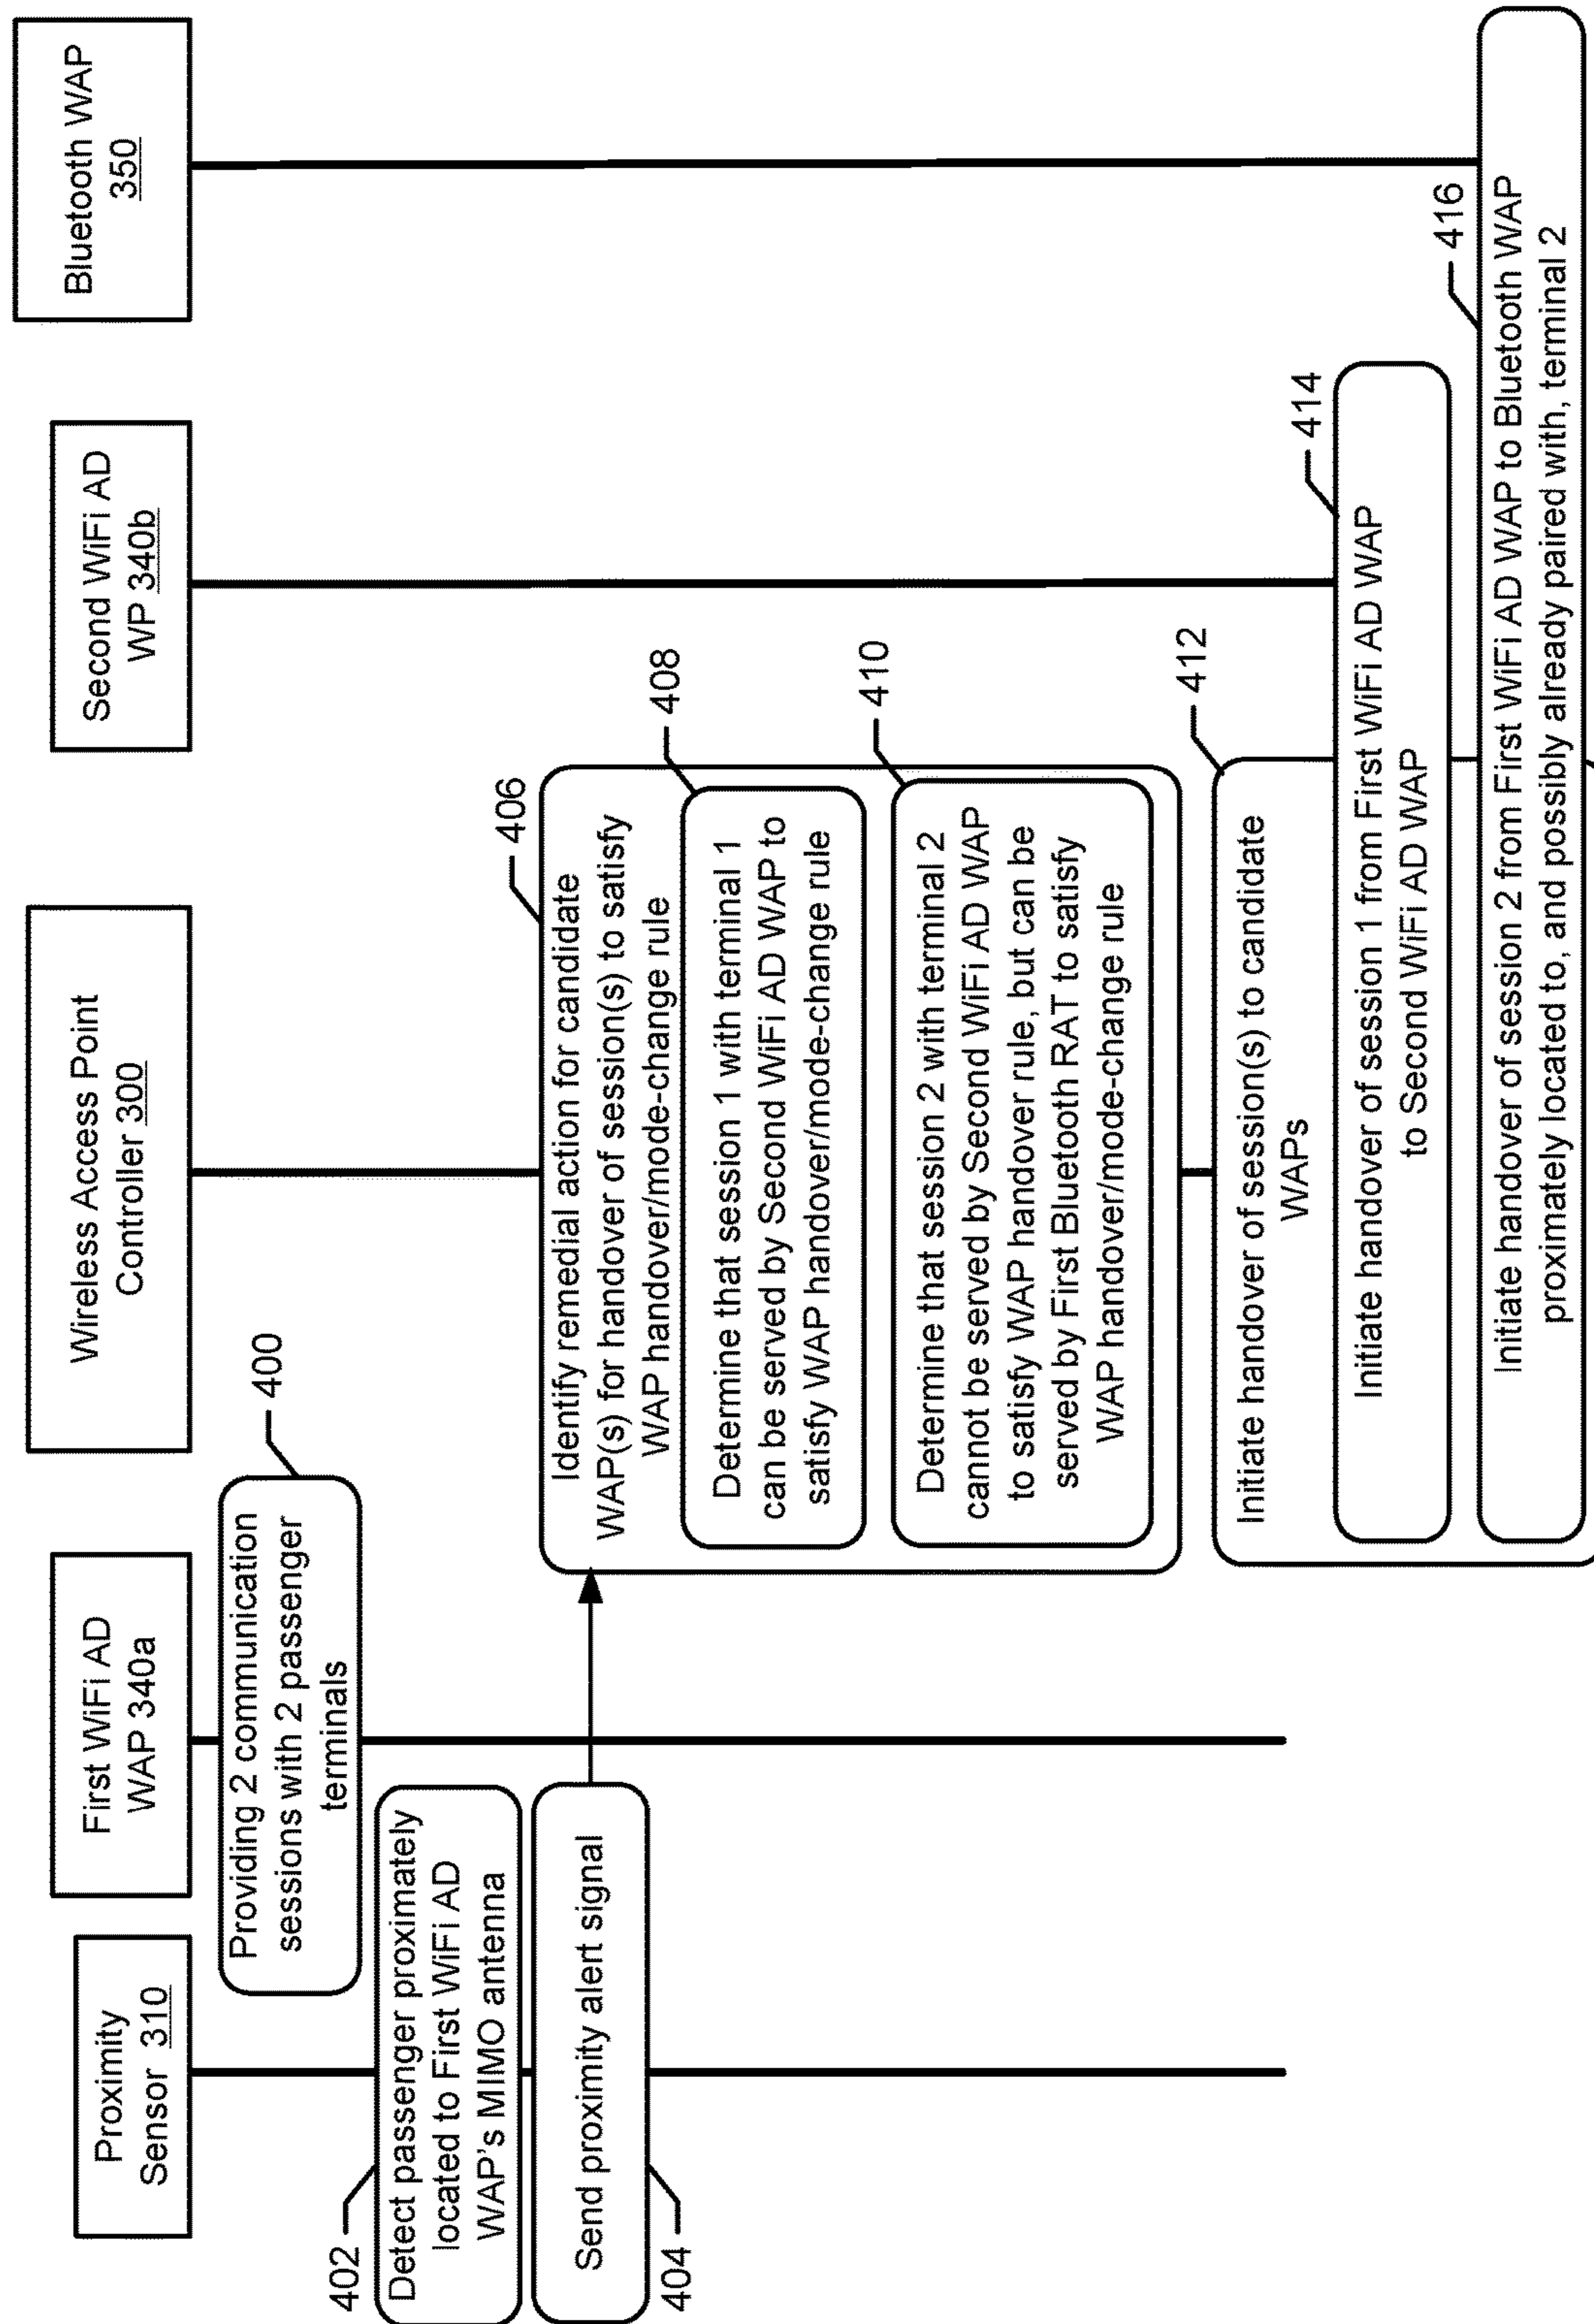 Proximity
Sensor 310
First WiFi AD
WAP 340a
Wireless Access Point
Controller 300
Second WiFi AD
WP 340b
Bluetooth WAP
350
Providing 2 communication
sessions with 2 passenger
terminals
400
402
Detect passenger proximately
located to First WiFi AD
WAP's MIMO antenna
Send proximity alert signal
404
406
Identify remedial action for candidate
WAP(s) for handover of session(s) to satisfy
WAP handover/mode-change rule
408
Determine that session 1 with terminal 1
can be served by Second WiFi AD WAP to
satisfy WAP handover/mode-change rule
410
Determine that session 2 with terminal 2
cannot be served by Second WiFi AD WAP
to satisfy WAP handover rule, but can be
served by First Bluetooth RAT to satisfy
WAP handover/mode-change rule
412
Initiate handover of session(s) to candidate
WAPs
414
Initiate handover of session 1 from First WiFi AD WAP
to Second WiFi AD WAP
416
Initiate handover of session 2 from First WiFi AD WAP to Bluetooth WAP
proximately located to, and possibly already paired with, terminal 2